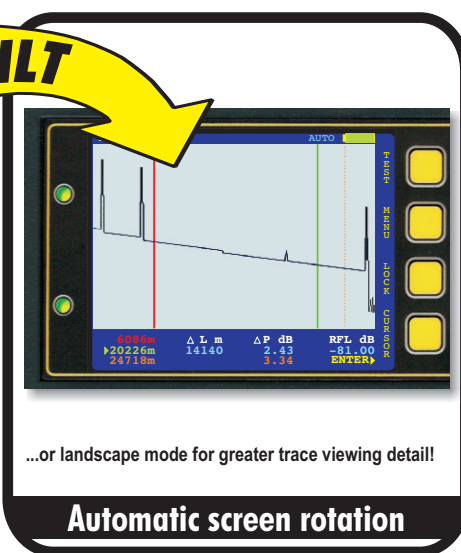 AUTO
TEST
MENU
LOCK
CURSOR
6086m Δ L m ΔP dB RFL dB
20226m 14140 2.43 -81.00
24718m 3.34 ENTER
...or landscape mode for greater trace viewing detail!
Automatic screen rotation